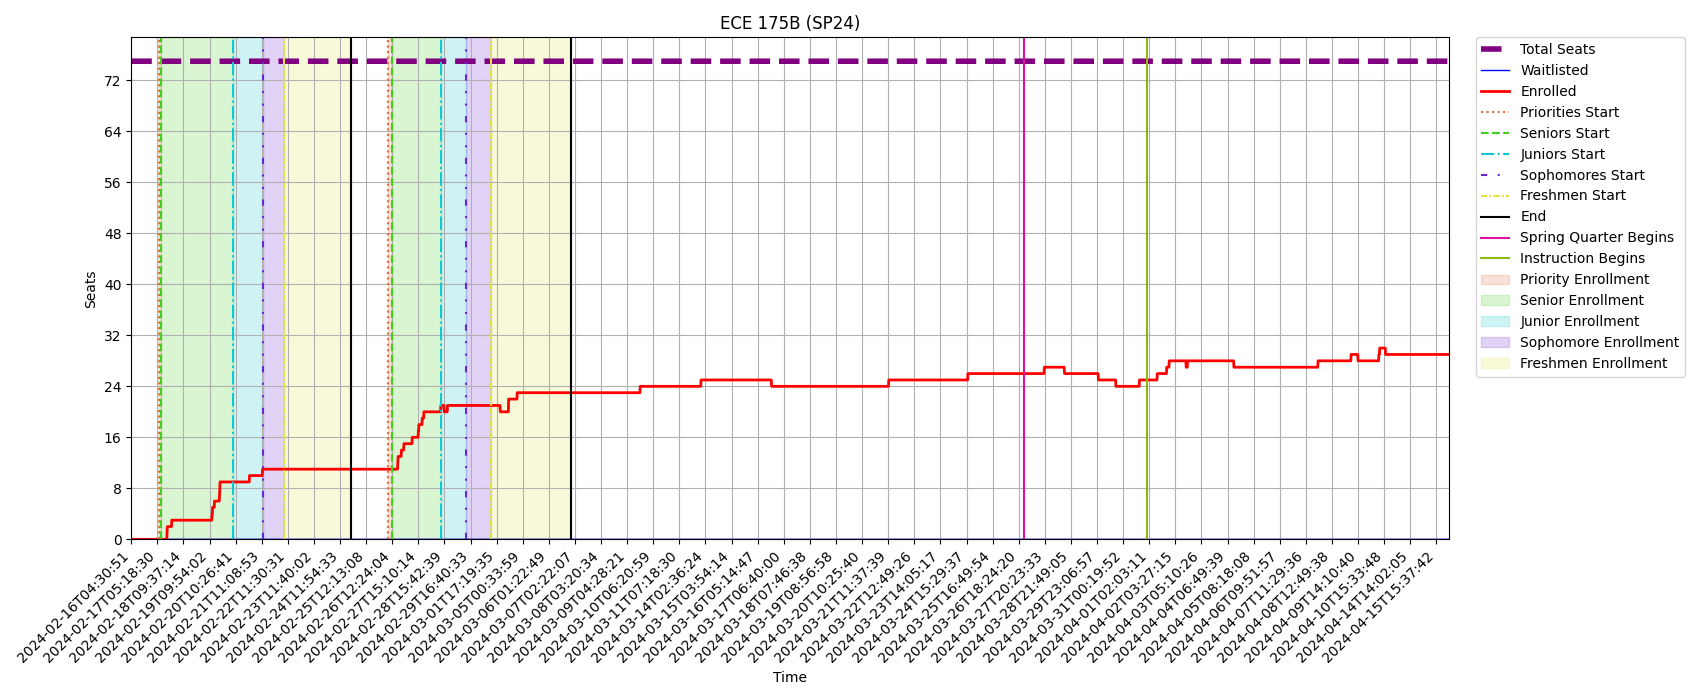 ECE 175B (SP24)
Total Seats
Waitlisted
Enrolled
Priorities Start
Seniors Start
Juniors Start
Sophomores Start
Freshmen Start
End
Spring Quarter Begins
Instruction Begins
Priority Enrollment
Senior Enrollment
Junior Enrollment
Sophomore Enrollment
Freshmen Enrollment
Seats
72
64
56
48
40
32
24
16
8
0
2024-02-16T04:30:51
2024-02-17T05:18:30
2024-02-18T09:37:14
2024-02-19T09:54:02
2024-02-20T10:26:41
2024-02-21T11:08:53
2024-02-22T11:30:31
2024-02-23T11:40:02
2024-02-24T11:54:33
2024-02-25T12:13:08
2024-02-26T12:24:04
2024-02-27T15:10:14
2024-02-28T15:42:39
2024-02-29T16:40:33
2024-03-01T17:19:35
2024-03-05T00:33:59
2024-03-06T01:22:49
2024-03-07T02:22:07
2024-03-08T03:20:34
2024-03-09T04:28:21
2024-03-10T06:20:59
2024-03-11T07:18:30
2024-03-14T02:36:24
2024-03-15T03:54:14
2024-03-16T05:14:47
2024-03-17T06:40:00
2024-03-18T07:46:38
2024-03-19T08:56:58
2024-03-20T10:25:40
2024-03-21T11:37:39
2024-03-22T12:49:26
2024-03-23T14:05:17
2024-03-24T15:29:37
2024-03-25T16:49:54
2024-03-26T18:24:20
2024-03-27T20:23:33
2024-03-28T21:49:05
2024-03-29T23:06:57
2024-03-31T00:19:52
2024-04-01T02:03:11
2024-04-02T03:27:15
2024-04-03T05:10:26
2024-04-04T06:49:39
2024-04-05T08:18:08
2024-04-06T09:51:57
2024-04-07T11:29:36
2024-04-08T12:49:38
2024-04-09T14:10:40
2024-04-10T15:33:48
2024-04-14T14:02:05
2024-04-15T15:37:42
Time